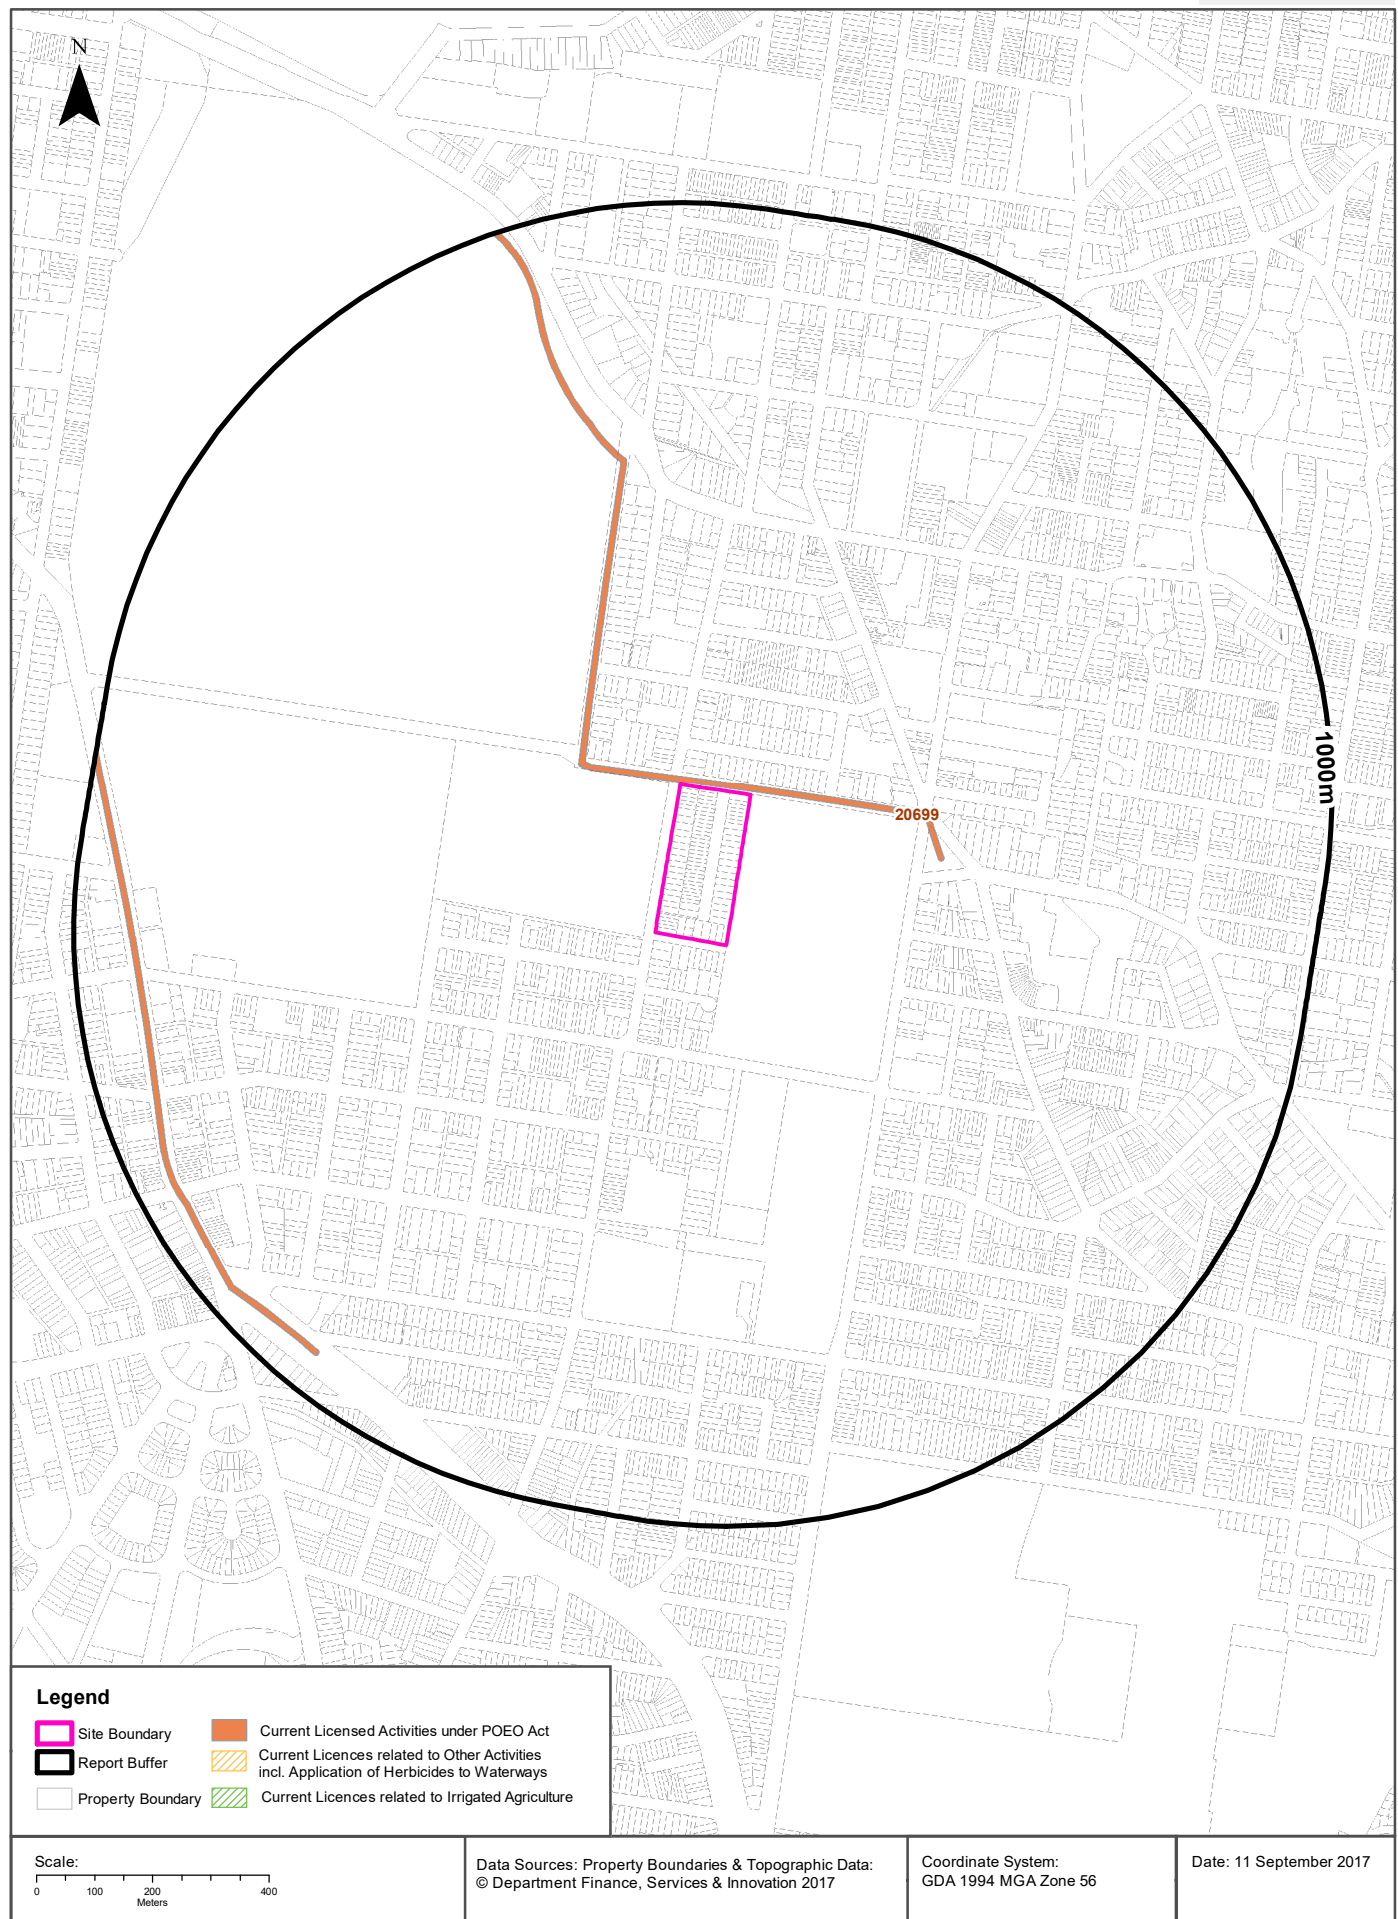 N
1000m
20699
Legend
Site Boundary
Report Buffer
Property Boundary
Current Licensed Activities under POEO Act
Current Licences related to Other Activities
incl. Application of Herbicides to Waterways
Current Licences related to Irrigated Agriculture
Scale:
0 100 200 400
Meters
Data Sources: Property Boundaries & Topographic Data:
© Department Finance, Services & Innovation 2017
Coordinate System:
GDA 1994 MGA Zone 56
Date: 11 September 2017